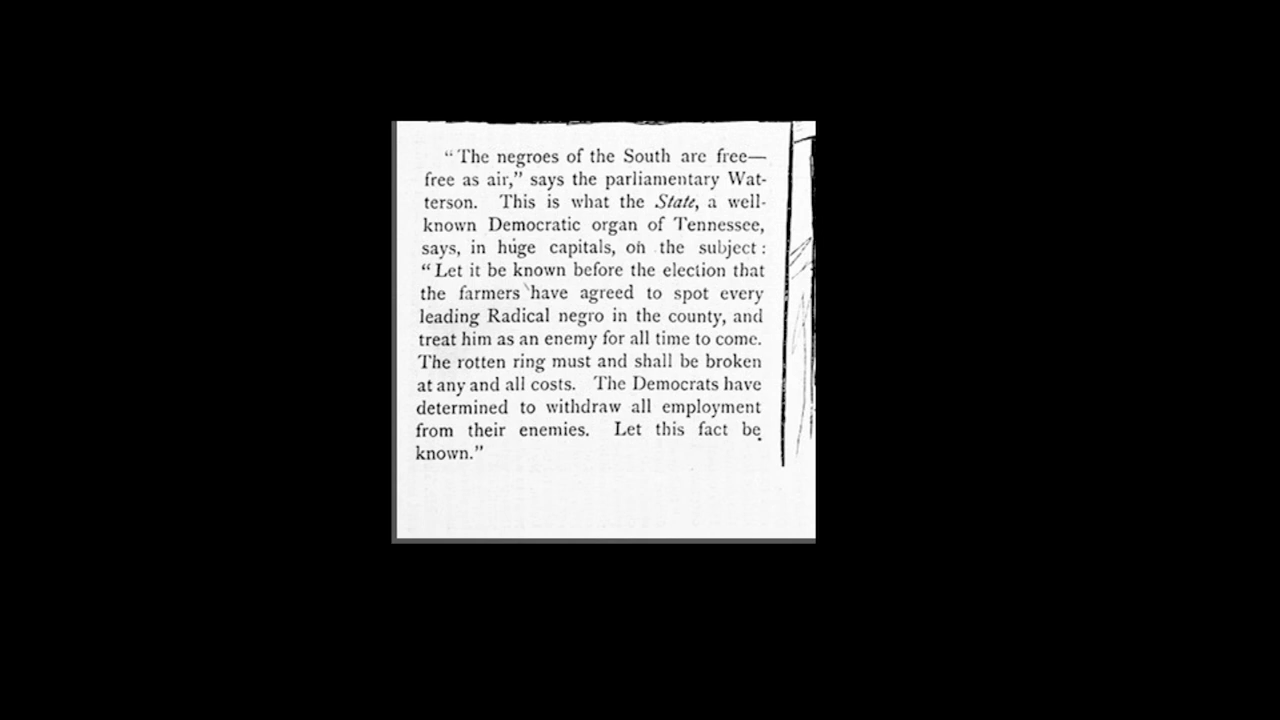 “The negroes of the South are free—
free as air,” says the parliamentary Wat-
terson. This is what the State, a well-
known Democratic organ of Tennessee,
says, in huge capitals, on the subject:
“Let it be known before the election that
the farmers have agreed to spot every
leading Radical negro in the county, and
treat him as an enemy for all time to come.
The rotten ring must and shall be broken
at any and all costs. The Democrats have
determined to withdraw all employment
from their enemies. Let this fact be
known.”